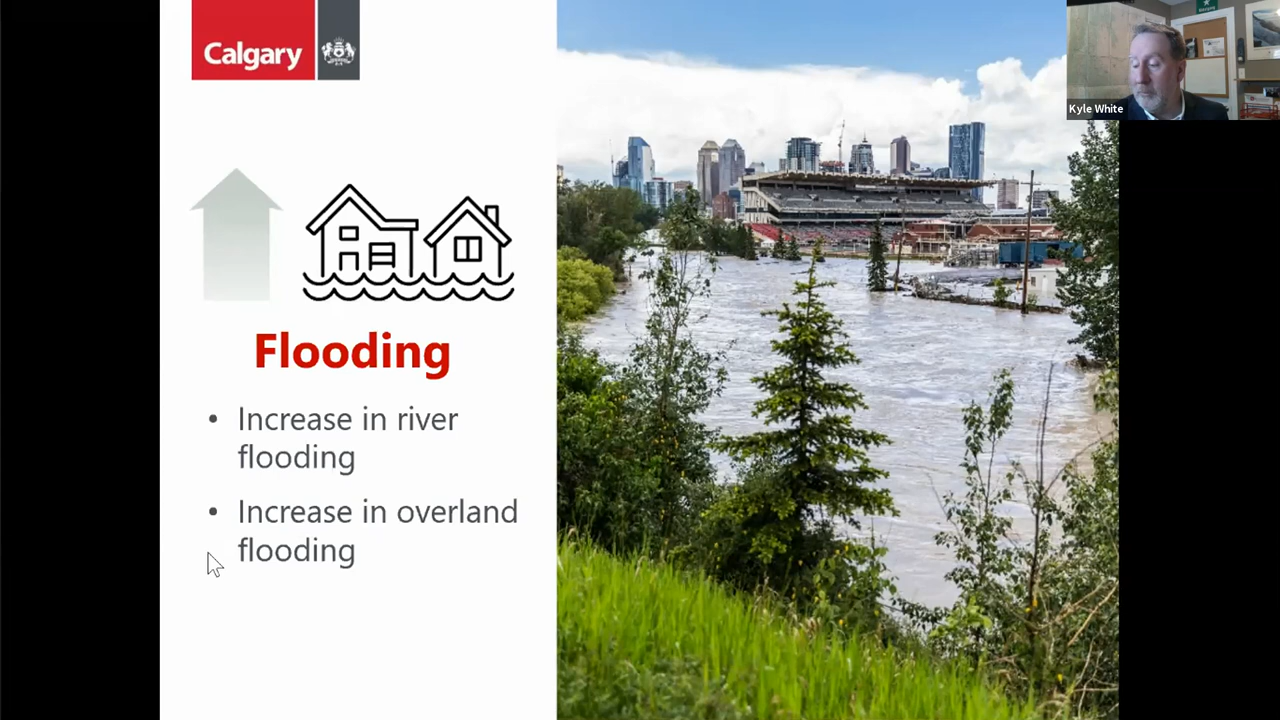 Calgary
Kyle White
Flooding
• Increase in river
flooding
• Increase in overland
flooding